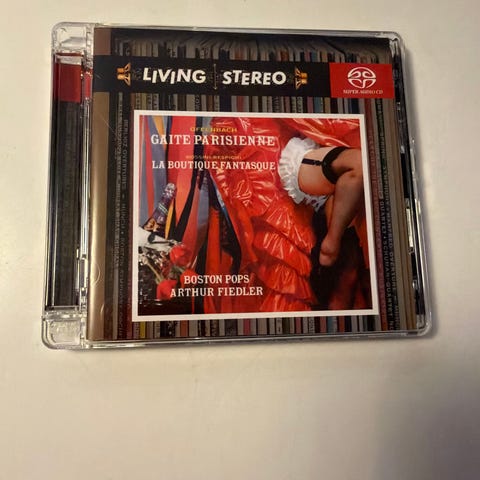 LIVING STEREO
SUPER AUDIO CD
OFFENBACH
GAITE PARISIENNE
ROSSINI-RESPIGHI
LA BOUTIQUE FANTASQUE
BOSTON POPS
ARTHUR FIEDLER